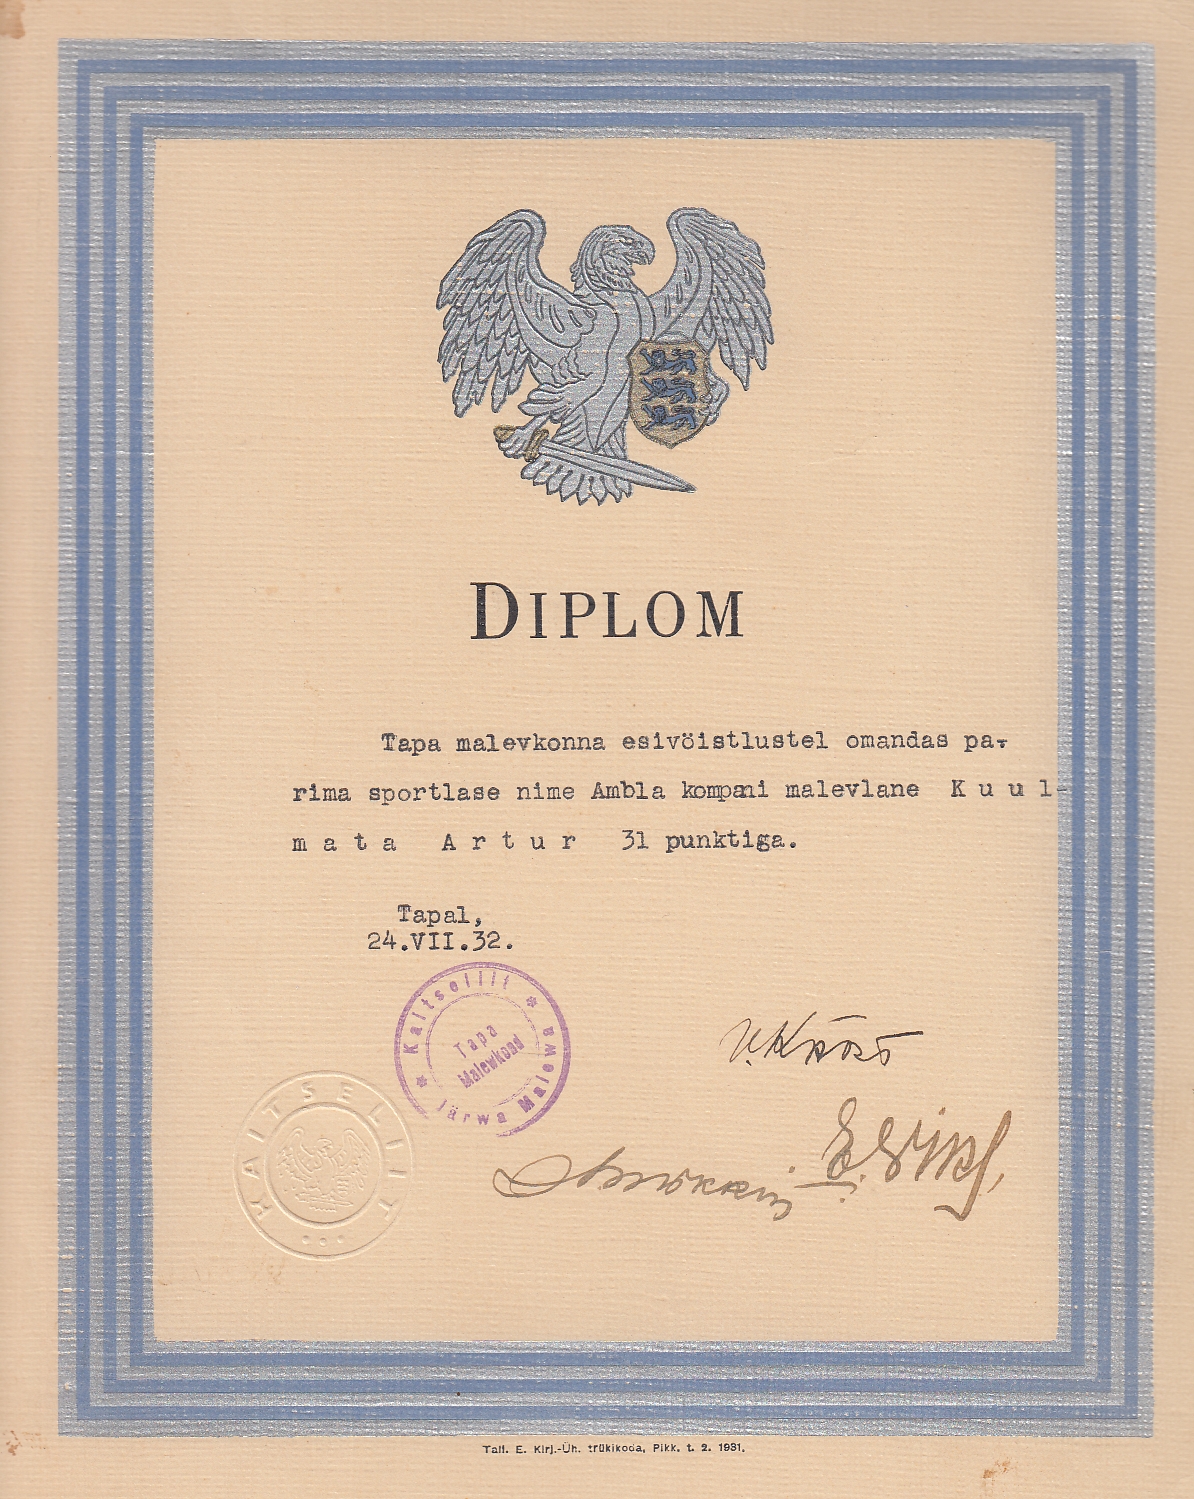 DIPLOM
Tapa malevkonna esivöistlustel omandas pa-
rima sportlase nime Ambla kompani malevlane K u u l-
m a t a A r t u r 31 punktiga.
Tapal,
24.VII.32.
Kaitseliit
Tapa
Malewkond
Järwa Malewa
KAITSELIIT
Tall. E. Kirj.-Üh. trükikoda, Pikk. t. 2. 1931.